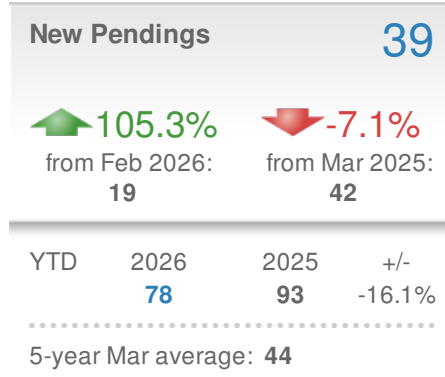 New Pendings 39
105.3% -7.1%
from Feb 2026: from Mar 2025:
19 42
YTD 2026 2025 +/-
78 93 -16.1%
5-year Mar average: 44